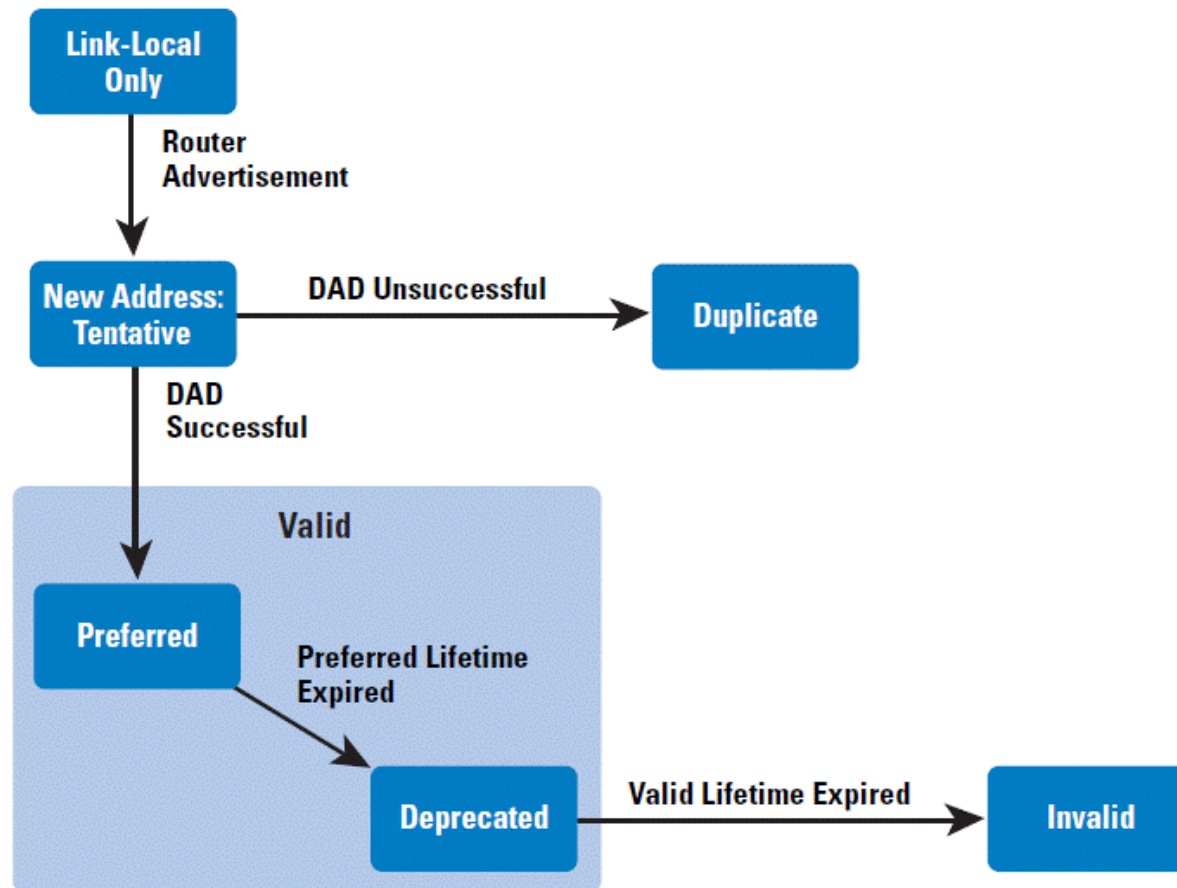 Link-Local
Only
Router
Advertisement
New Address:
Tentative
DAD Unsuccessful
Duplicate
DAD
Successful
Valid
Preferred
Preferred Lifetime
Expired
Deprecated
Valid Lifetime Expired
Invalid